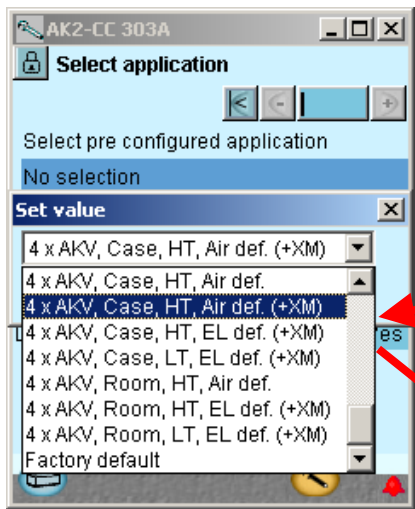 AK2-CC 303A
Select application
Select pre configured application
No selection
Set value
4 x AKV, Case, HT, Air def. (+XM)
4 x AKV, Case, HT, Air def.
4 x AKV, Case, HT, Air def. (+XM)
4 x AKV, Case, HT, EL def. (+XM)
es
4 x AKV, Case, LT, EL def. (+XM)
4 x AKV, Room, HT, Air def.
4 x AKV, Room, HT, EL def. (+XM)
4 x AKV, Room, LT, EL def. (+XM)
Factory default